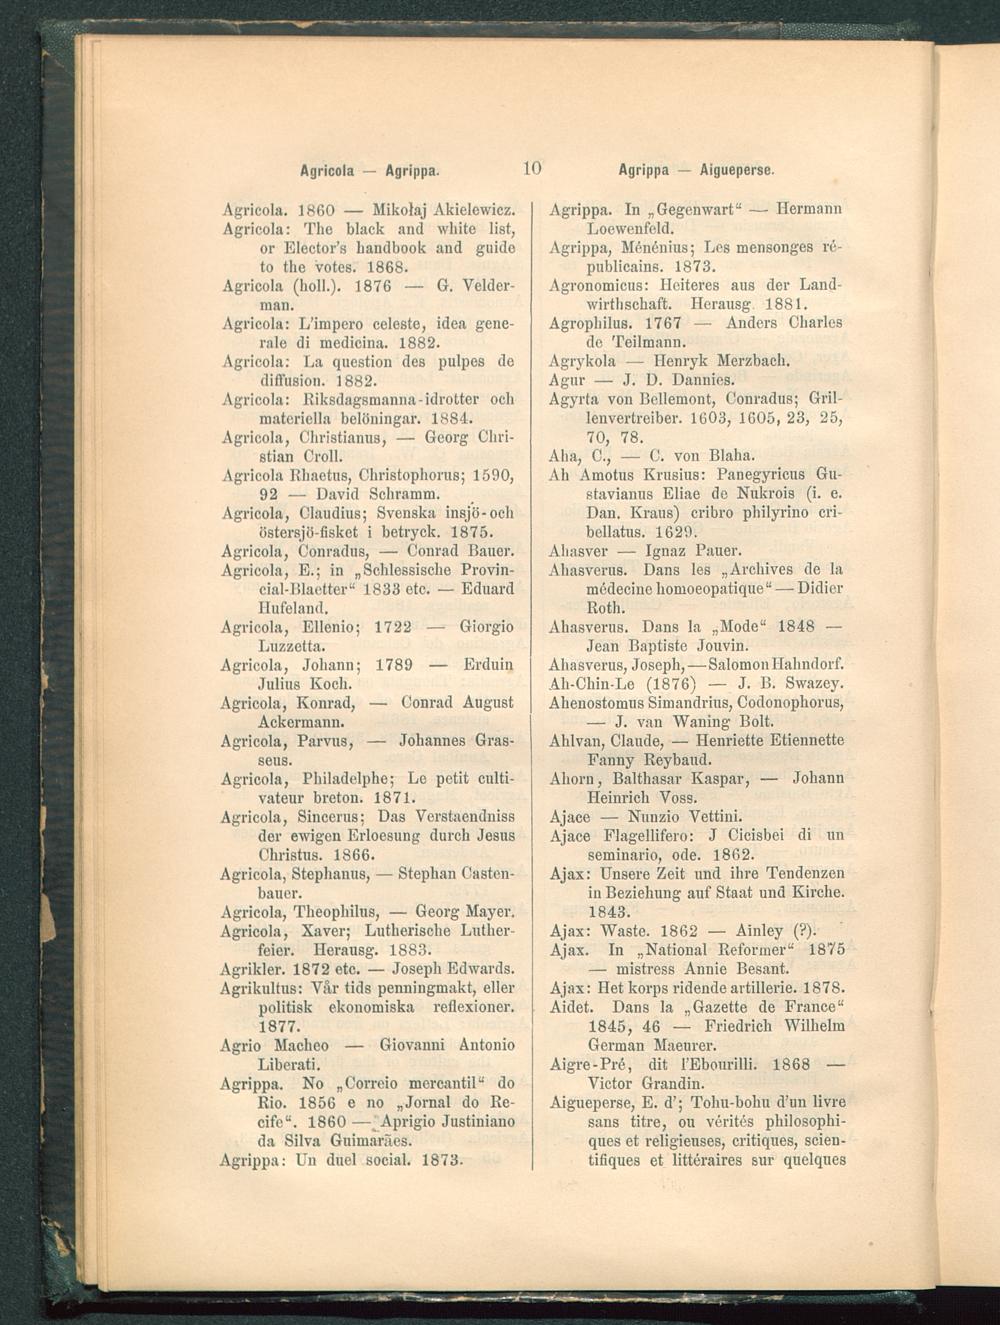 Agricola — Agrippa.
10
Agrippa — Aigueperse.
Agricola. 1860 — Mikołaj Akielewicz.
Agricola: The black and white list,
or Elector's handbook and guide
to the votes. 1868.
Agricola (holl.). 1876 — G. Velder-
man.
Agricola: L'impero celeste, idea gene-
rale di medicina. 1882.
Agricola: La question des pulpes de
diffusion. 1882.
Agricola: Riksdagsmanna-idrotter och
materiella belöningar. 1884.
Agricola, Christianus, — Georg Chri-
stian Croll.
Agricola Rhaetus, Christophorus; 1590,
92 — David Schramm.
Agricola, Claudius; Svenska insjö-och
östersjö-fisket i betryck. 1875.
Agricola, Conradus, — Conrad Bauer.
Agricola, E.; in „Schlessische Provin-
cial-Blaetter“ 1833 etc. — Eduard
Hufeland.
Agricola, Ellenio; 1722 — Giorgio
Luzzetta.
Agricola, Johann; 1789 — Erduin
Julius Koch.
Agricola, Konrad, — Conrad August
Ackermann.
Agricola, Parvus, — Johannes Gras-
seus.
Agricola, Philadelphe; Le petit culti-
vateur breton. 1871.
Agricola, Sincerus; Das Verstaendniss
der ewigen Erloesung durch Jesus
Christus. 1866.
Agricola, Stephanus, — Stephan Casten-
bauer.
Agricola, Theophilus, — Georg Mayer.
Agricola, Xaver; Lutherische Luther-
feier. Herausg. 1883.
Agrikler. 1872 etc. — Joseph Edwards.
Agrikultus: Vår tids penningmakt, eller
politisk ekonomiska reflexioner.
1877.
Agrio Macheo — Giovanni Antonio
Liberati.
Agrippa. No „Correio mercantil“ do
Rio. 1856 e no „Jornal do Re-
cife“. 1860 — Aprigio Justiniano
da Silva Guimarães.
Agrippa: Un duel social. 1873.
Agrippa. In „Gegenwart“ — Hermann
Loewenfeld.
Agrippa, Ménénius; Les mensonges ré-
publicains. 1873.
Agronomicus: Heiteres aus der Land-
wirthschaft. Herausg. 1881.
Agrophilus. 1767 — Anders Charles
de Teilmann.
Agrykola — Henryk Merzbach.
Agur — J. D. Dannies.
Agyrta von Bellemont, Conradus; Gril-
lenvertreiber. 1603, 1605, 23, 25,
70, 78.
Aha, C., — C. von Blaha.
Ah Amotus Krusius: Panegyricus Gu-
stavianus Eliae de Nukrois (i. e.
Dan. Kraus) cribro philyrino cri-
bellatus. 1629.
Ahasver — Ignaz Pauer.
Ahasverus. Dans les „Archives de la
médecine homoeopatique“ — Didier
Roth.
Ahasverus. Dans la „Mode“ 1848 —
Jean Baptiste Jouvin.
Ahasverus, Joseph, — Salomon Hahndorf.
Ah-Chin-Le (1876) — J. B. Swazey.
Ahenostomus Simandrius, Codonophorus,
— J. van Waning Bolt.
Ahlvan, Claude, — Henriette Etiennette
Fanny Reybaud.
Ahorn, Balthasar Kaspar, — Johann
Heinrich Voss.
Ajace — Nunzio Vettini.
Ajace Flagellifero: J Cicisbei di un
seminario, ode. 1862.
Ajax: Unsere Zeit und ihre Tendenzen
in Beziehung auf Staat und Kirche.
1843.
Ajax: Waste. 1862 — Ainley (?).
Ajax. In „National Reformer“ 1875
— mistress Annie Besant.
Ajax: Het korps ridende artillerie. 1878.
Aidet. Dans la „Gazette de France“
1845, 46 — Friedrich Wilhelm
German Maeurer.
Aigre-Pré, dit l'Ebourilli. 1868 —
Victor Grandin.
Aigueperse, E. d'; Tohu-bohu d'un livre
sans titre, ou vérités philosophi-
ques et religieuses, critiques, scien-
tifiques et littéraires sur quelques